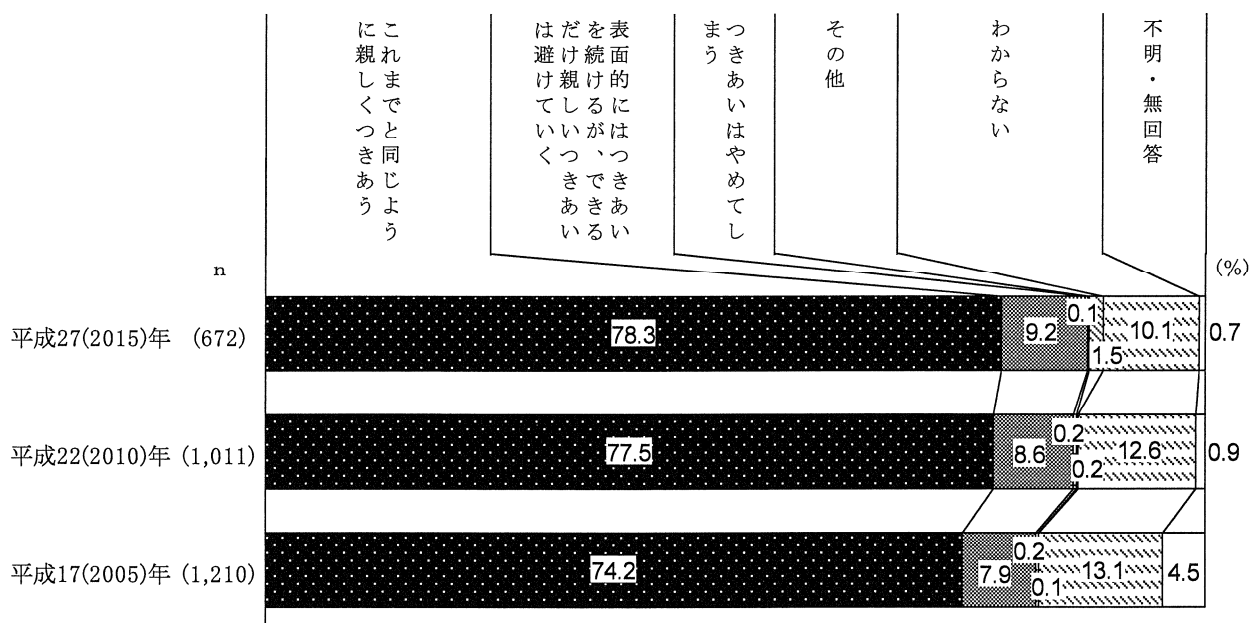 これまでと同じよう
に親しくつきあう
表面的にはつきあい
を続けるが、できる
だけ親しいつきあい
は避けていく
つきあいはやめてし
まう
その他
わからない
不明・無回答
n
(%)
平成27(2015)年 (672)
78.3
9.2
0.1
1.5
10.1
0.7
平成22(2010)年 (1,011)
77.5
8.6
0.2
0.2
12.6
0.9
平成17(2005)年 (1,210)
74.2
7.9
0.2
0.1
13.1
4.5